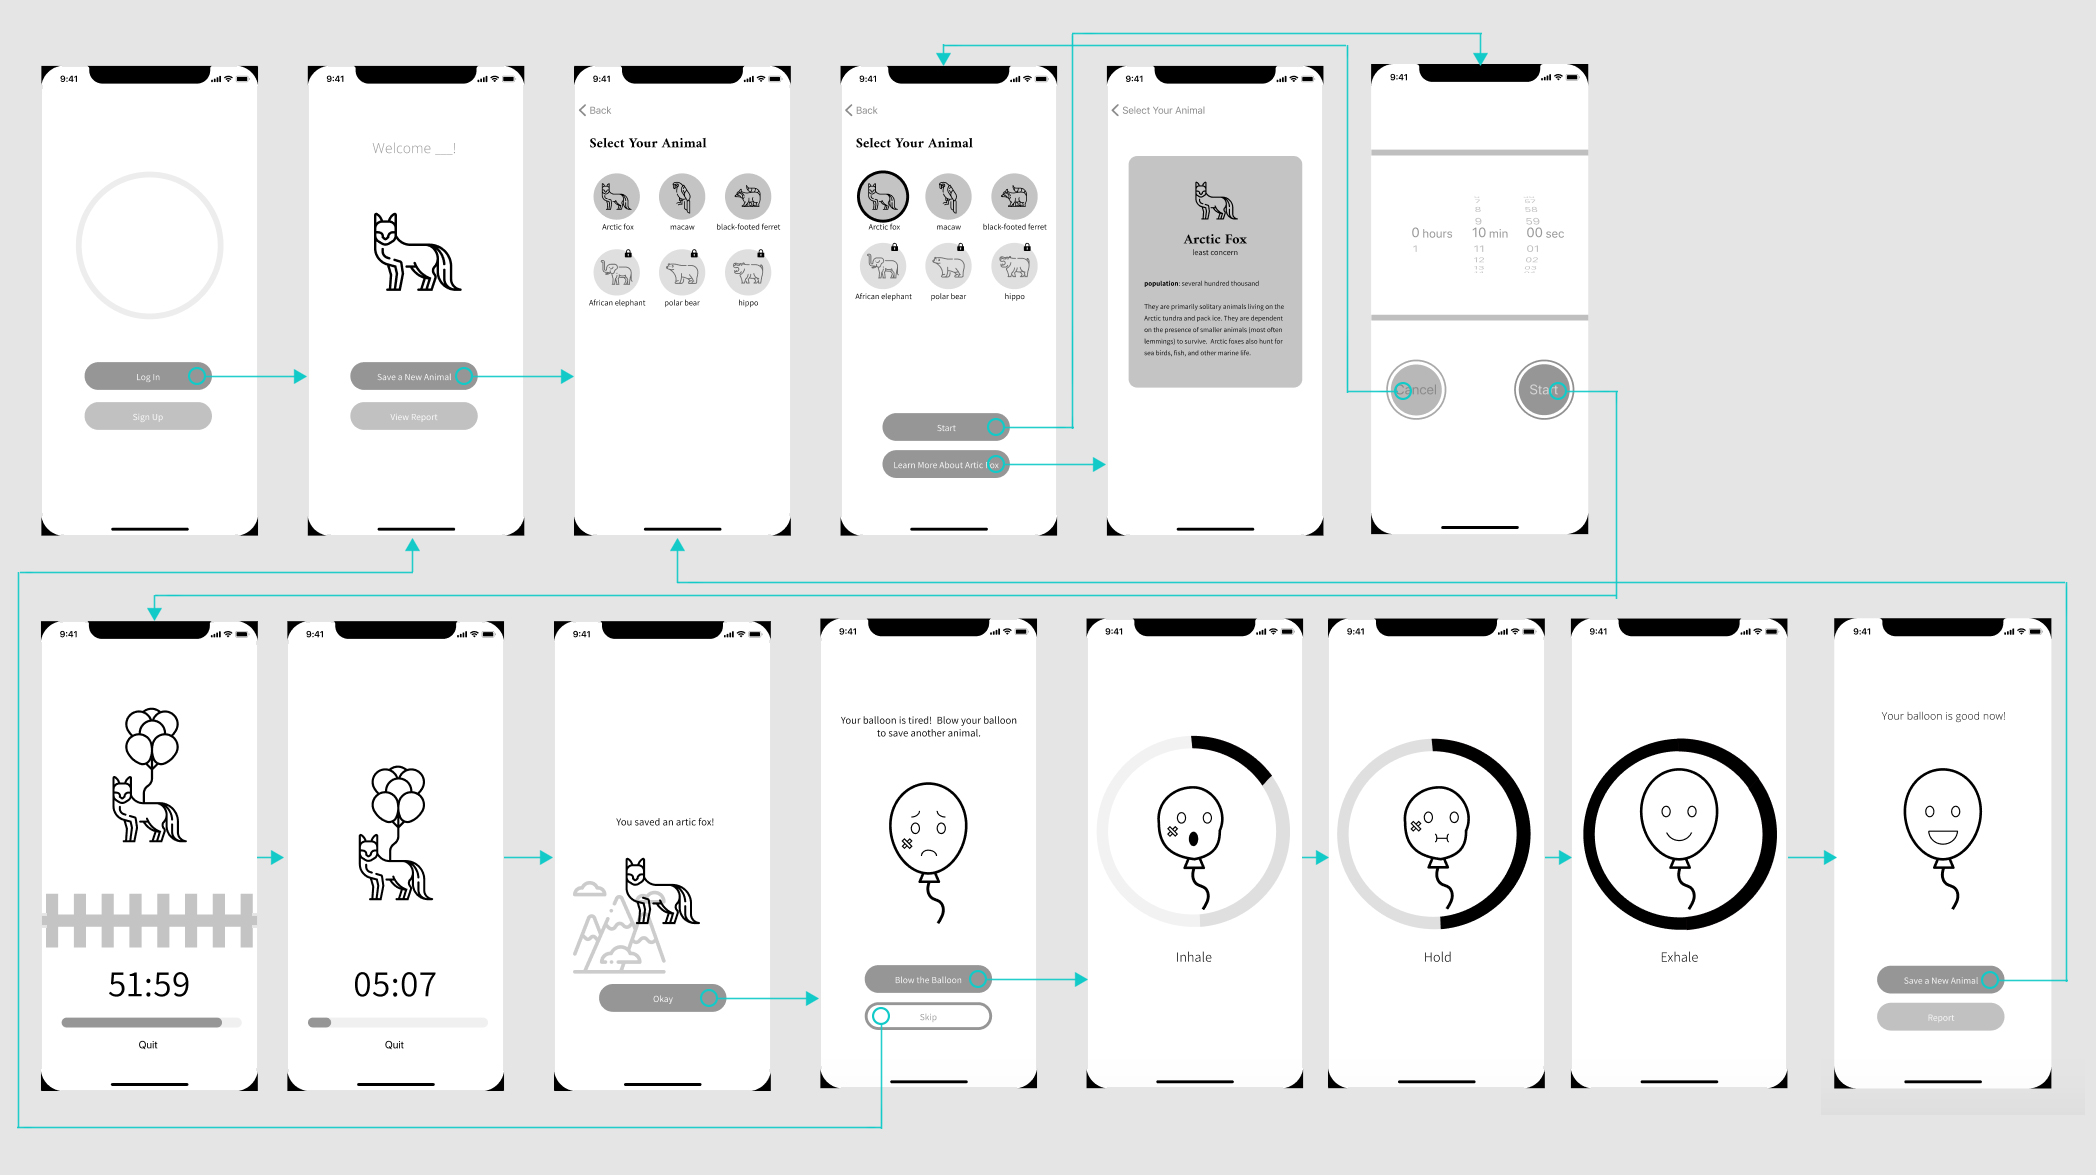 9:41
Log In
Sign Up
9:41
Welcome __!
Save a New Animal
View Report
9:41
Back
Select Your Animal
Arctic fox
macaw
black-footed ferret
African elephant
polar bear
hippo
9:41
Back
Select Your Animal
Arctic fox
macaw
black-footed ferret
African elephant
polar bear
hippo
Start
Learn More About Artic Fox
9:41
Select Your Animal
Arctic Fox
least concern
population: several hundred thousand
They are primarily solitary animals living on the
Arctic tundra and pack ice. They are dependent
on the presence of smaller animals (most often
lemmings) to survive. Arctic foxes also hunt for
sea birds, fish, and other marine life.
9:41
8 58
9 59
0 hours 10 min 00 sec
1 11 01
12 02
Cancel
Start
9:41
51:59
Quit
9:41
05:07
Quit
9:41
You saved an artic fox!
Okay
9:41
Your balloon is tired! Blow your balloon
to save another animal.
Blow the Balloon
Skip
9:41
Inhale
9:41
Hold
9:41
Exhale
9:41
Your balloon is good now!
Save a New Animal
Report